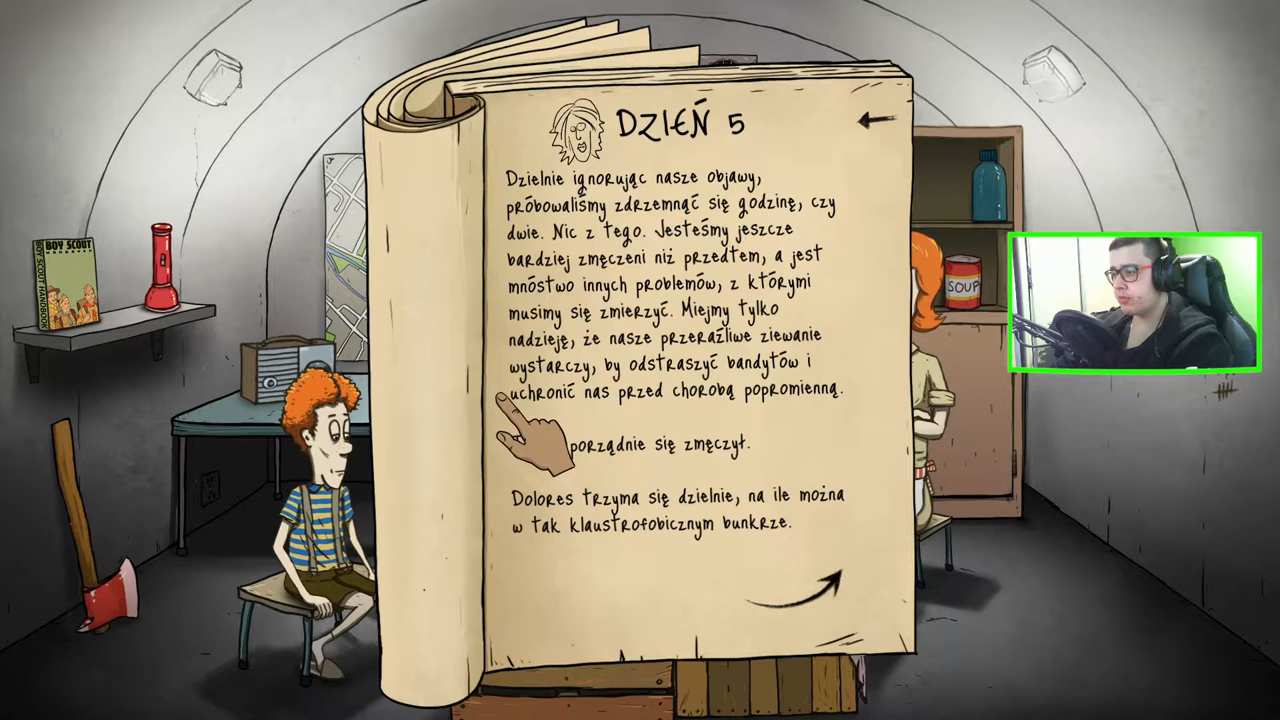 DZIEŃ 5
Dzielnie ignorując nasze objawy,
próbowaliśmy zdrzemnąć się godzinę, czy
dwie. Nic z tego. Jesteśmy jeszcze
bardziej zmęczeni niż przedtem, a jest
mnóstwo innych problemów, z którymi
musimy się zmierzyć. Miejmy tylko
nadzieję, że nasze przeraźliwe ziewanie
wystarczy, by odstraszyć bandytów i
uchronić nas przed chorobą popromienną.
porządnie się zmęczył.
Dolores trzyma się dzielnie, na ile można
w tak klaustrofobicznym bunkrze.
BOY SCOUT
BOY SCOUT HANDBOOK
SOUP